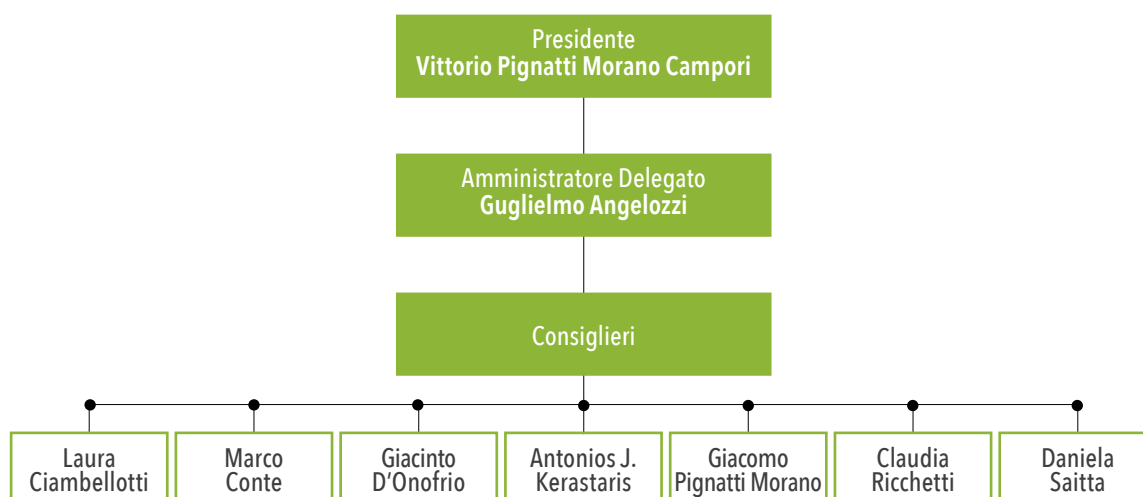 Presidente
Vittorio Pignatti Morano Campori
Amministratore Delegato
Guglielmo Angelozzi
Consiglieri
Laura
Ciambellotti
Marco
Conte
Giacinto
D'Onofrio
Antonios J.
Kerastaris
Giacomo
Pignatti Morano
Claudia
Ricchetti
Daniela
Saitta